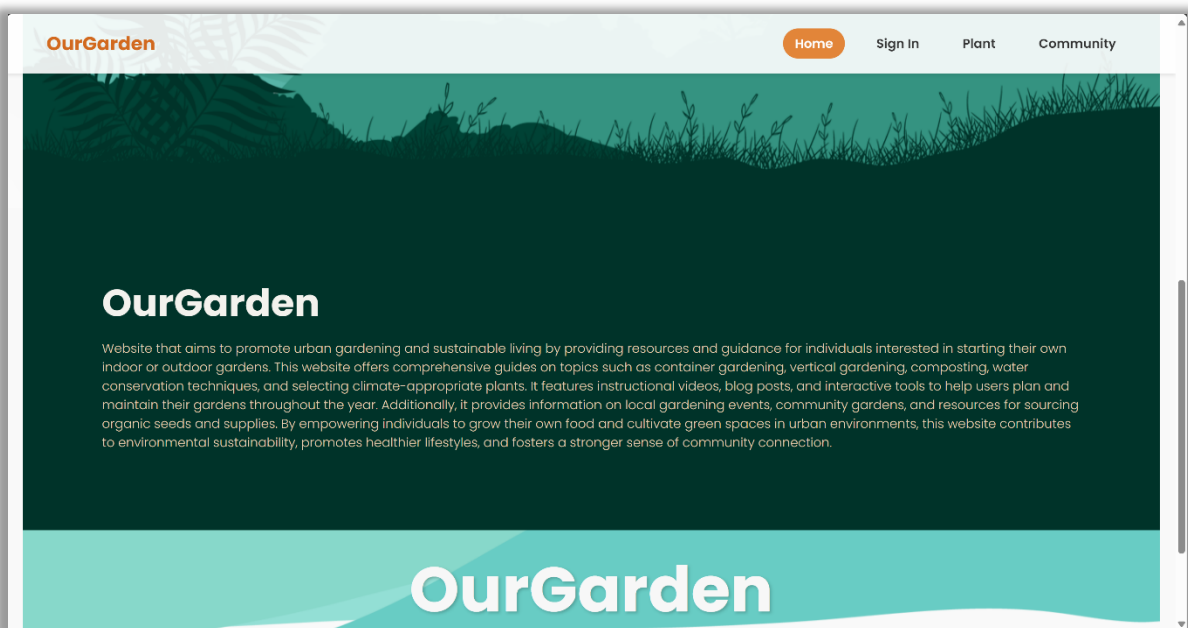 OurGarden
Home Sign In Plant Community
OurGarden
Website that aims to promote urban gardening and sustainable living by providing resources and guidance for individuals interested in starting their own
indoor or outdoor gardens. This website offers comprehensive guides on topics such as container gardening, vertical gardening, composting, water
conservation techniques, and selecting climate-appropriate plants. It features instructional videos, blog posts, and interactive tools to help users plan and
maintain their gardens throughout the year. Additionally, it provides information on local gardening events, community gardens, and resources for sourcing
organic seeds and supplies. By empowering individuals to grow their own food and cultivate green spaces in urban environments, this website contributes
to environmental sustainability, promotes healthier lifestyles, and fosters a stronger sense of community connection.
OurGarden